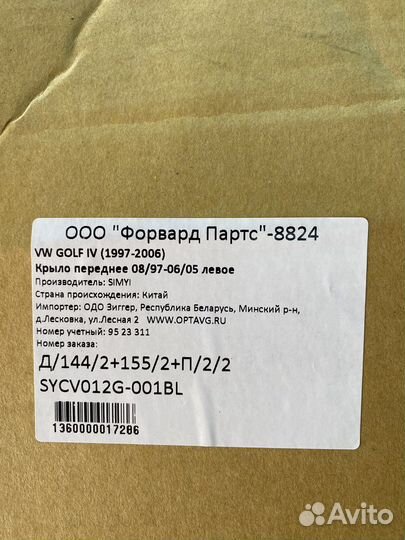 ООО "Форвард Партс"-8824
VW GOLF IV (1997-2006)
Крыло переднее 08/97-06/05 левое
Производитель: SIMYI
Страна происхождения: Китай
Импортер: ОДО Зиггер, Республика Беларусь, Минский р-н,
д.Лесковка, ул.Лесная 2 WWW.OPTAVG.RU
Номер учетный: 95 23 311
Номер заказа:
Д/144/2+155/2+П/2/2
SYCV012G-001BL
1360000017286
Avito